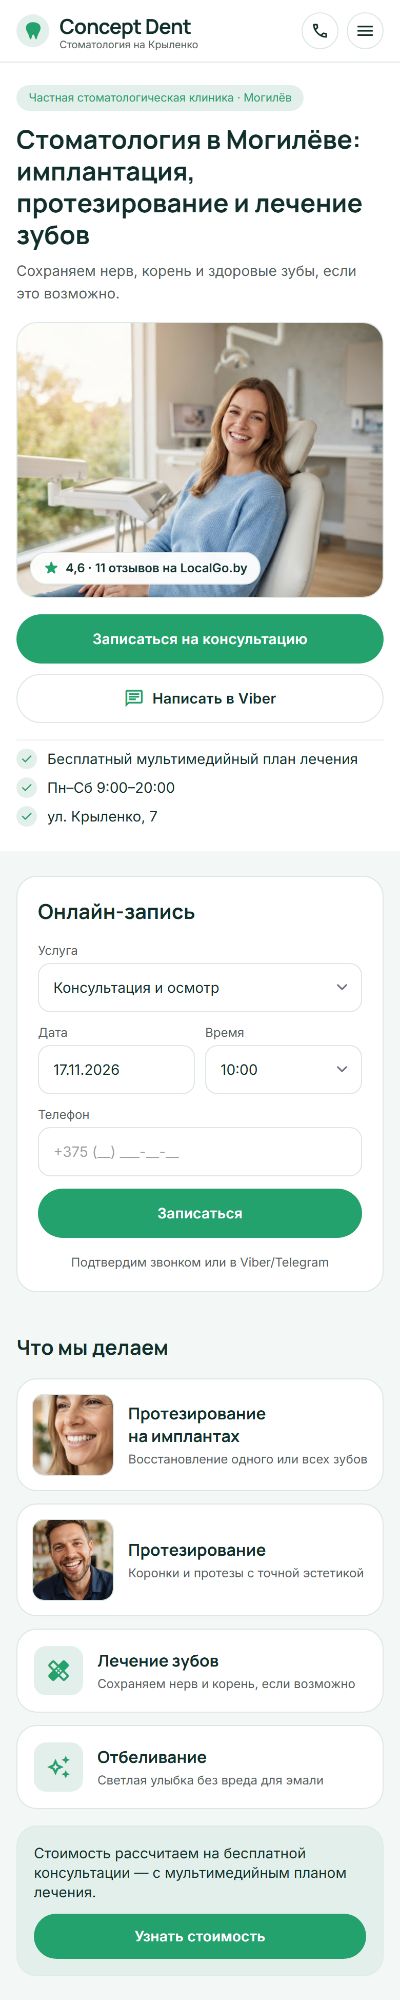 Concept Dent
Стоматология на Крыленко
Частная стоматологическая клиника · Могилёв
Стоматология в Могилёве:
имплантация,
протезирование и лечение
зубов
Сохраняем нерв, корень и здоровые зубы, если
это возможно.
4,6 · 11 отзывов на LocalGo.by
Записаться на консультацию
Написать в Viber
Бесплатный мультимедийный план лечения
Пн–Сб 9:00–20:00
ул. Крыленко, 7
Онлайн-запись
Услуга
Консультация и осмотр
Дата
Время
17.11.2026
10:00
Телефон
+375 (__) ___-__-__
Записаться
Подтвердим звонком или в Viber/Telegram
Что мы делаем
Протезирование
на имплантах
Восстановление одного или всех зубов
Протезирование
Коронки и протезы с точной эстетикой
Лечение зубов
Сохраняем нерв и корень, если возможно
Отбеливание
Светлая улыбка без вреда для эмали
Стоимость рассчитаем на бесплатной
консультации — с мультимедийным планом
лечения.
Узнать стоимость